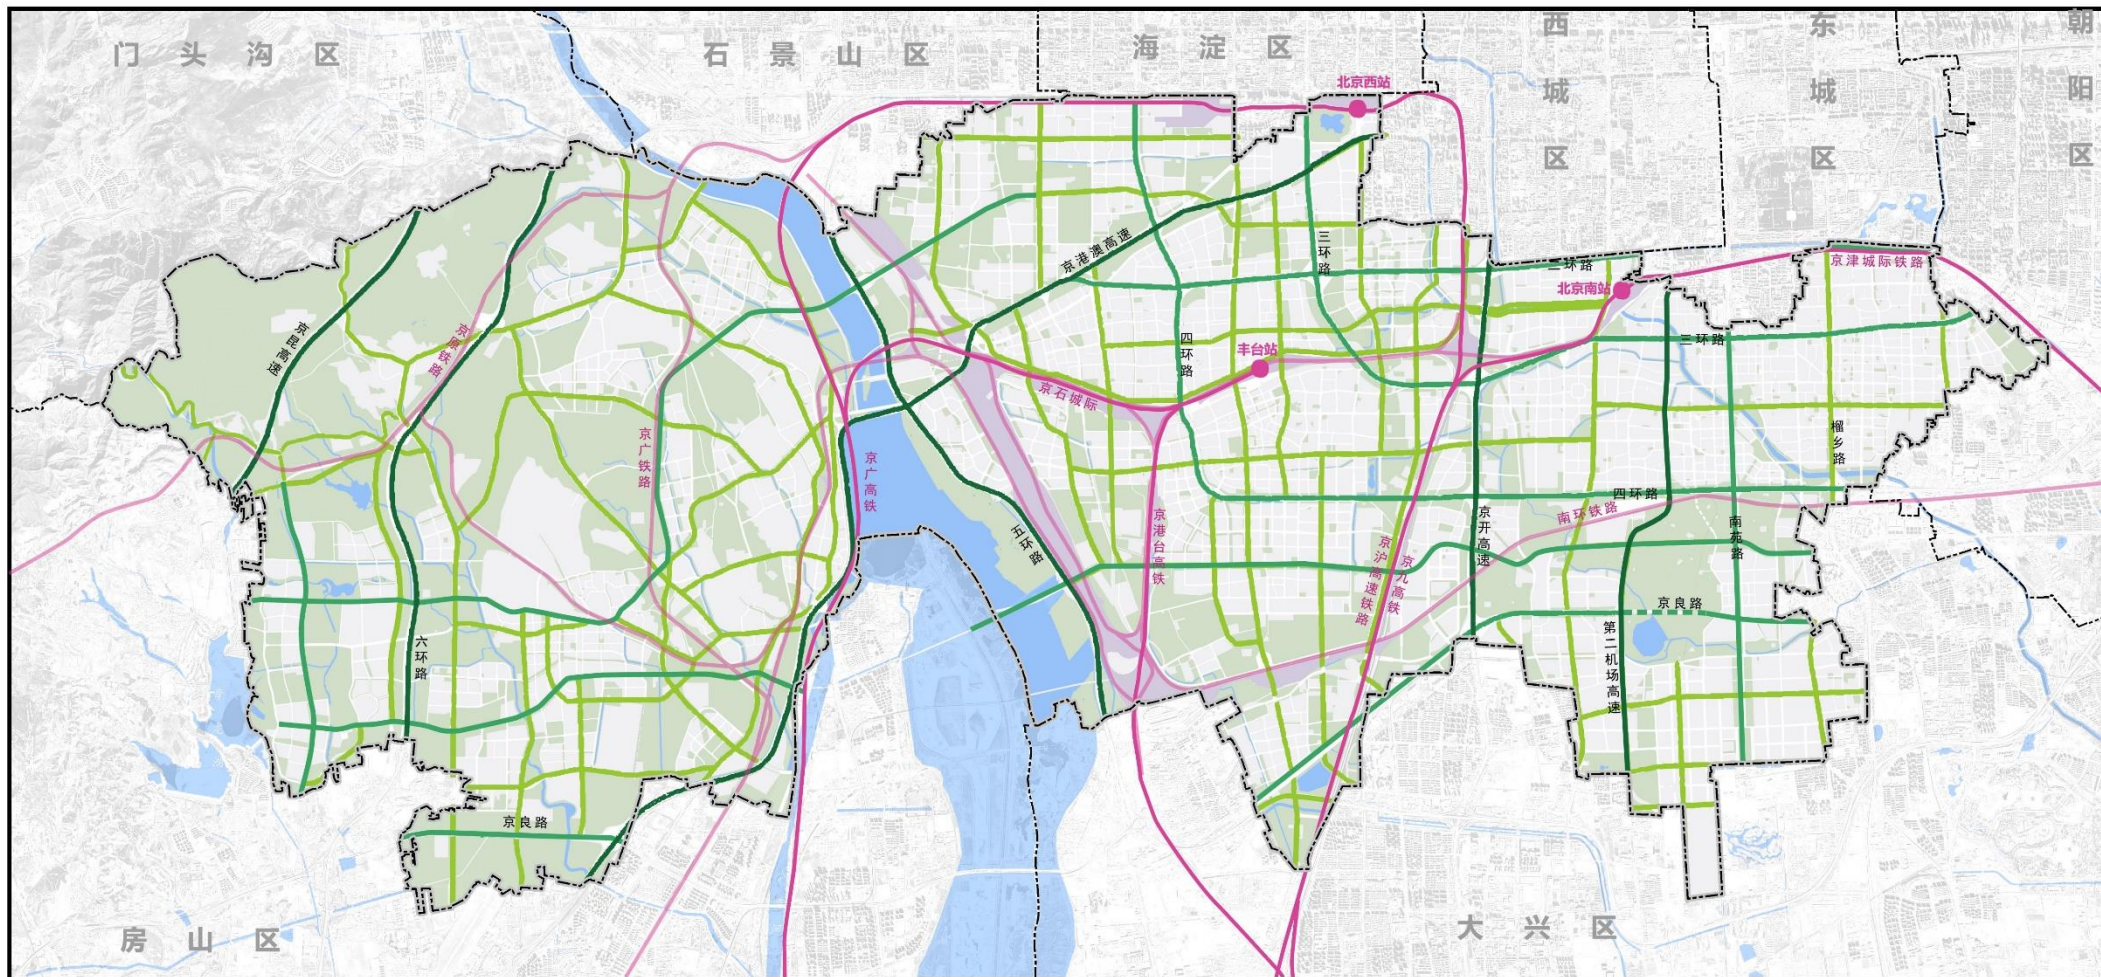 门头沟区
石景山区
海淀区
西城区
东城区
朝阳区
北京西站
京港澳高速
三环路
二环路
北京南站
京津城际铁路
京昆高速
京原铁路
四环路
丰台站
三环路
京石城际
京广铁路
京广高铁
榴乡路
五环路
京港台高铁
京沪高速铁路
京九高铁
京开高速
四环路
南环铁路
南苑路
六环路
京良路
第二机场高速
京良路
房山区
大兴区